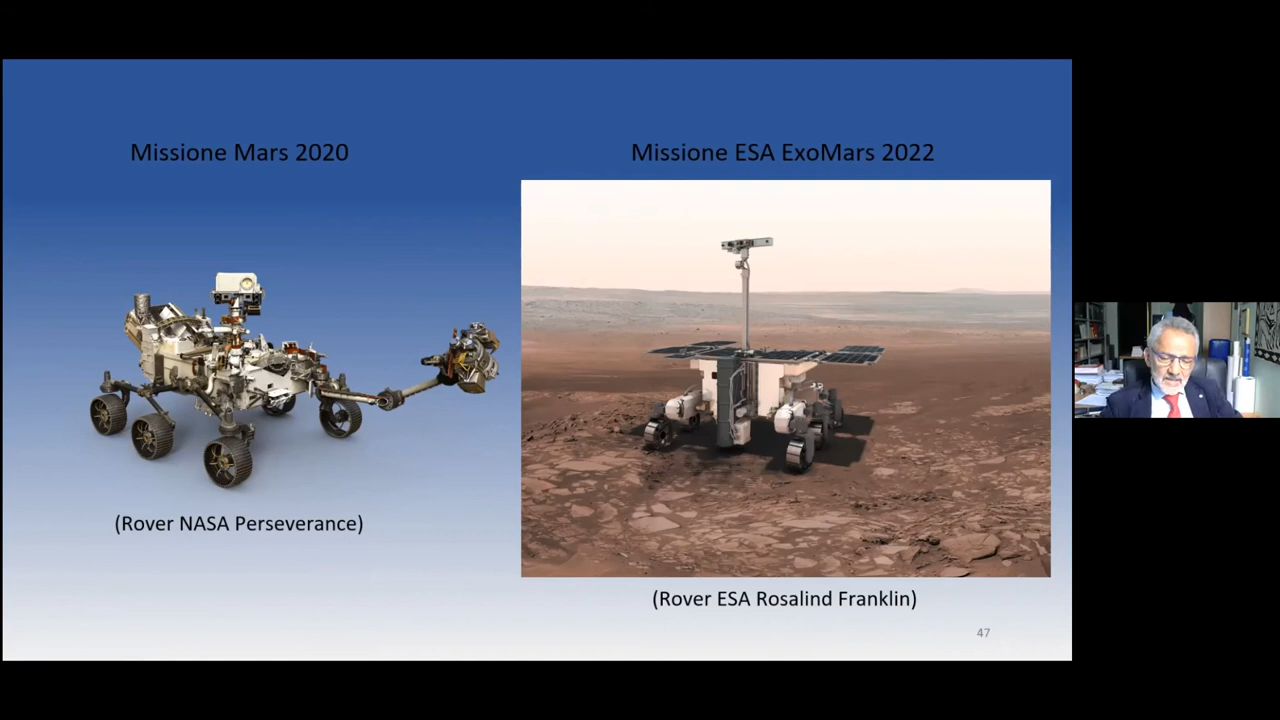 Missione Mars 2020
Missione ESA ExoMars 2022
(Rover NASA Perseverance)
(Rover ESA Rosalind Franklin)
47